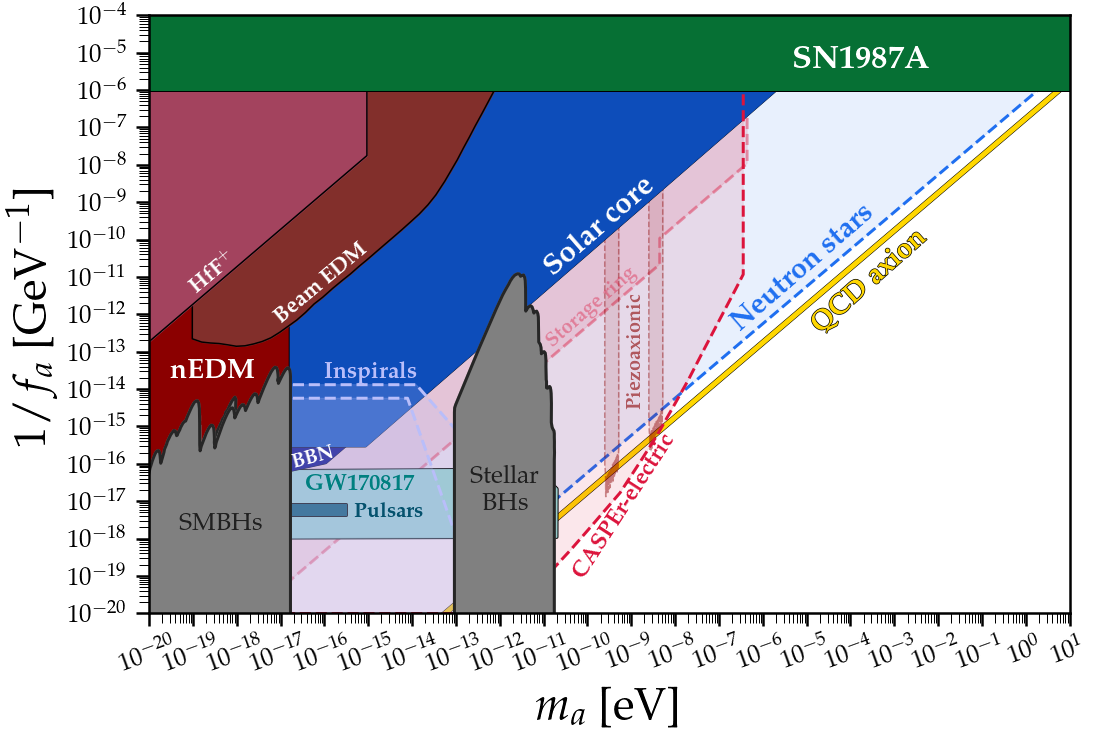 10⁻⁴
10⁻⁵
10⁻⁶
10⁻⁷
10⁻⁸
10⁻⁹
10⁻¹⁰
10⁻¹¹
10⁻¹²
10⁻¹³
10⁻¹⁴
10⁻¹⁵
10⁻¹⁶
10⁻¹⁷
10⁻¹⁸
10⁻¹⁹
10⁻²⁰
1/fₐ [GeV⁻¹]
SN1987A
HfF⁺
Beam EDM
nEDM
Solar core
Storage ring
Piezoaxionic
Neutron stars
QCD axion
Inspirals
BBN
GW170817
Pulsars
SMBHs
Stellar
BHs
CASPEr-electric
10⁻²⁰ 10⁻¹⁹ 10⁻¹⁸ 10⁻¹⁷ 10⁻¹⁶ 10⁻¹⁵ 10⁻¹⁴ 10⁻¹³ 10⁻¹² 10⁻¹¹ 10⁻¹⁰ 10⁻⁹ 10⁻⁸ 10⁻⁷ 10⁻⁶ 10⁻⁵ 10⁻⁴ 10⁻³ 10⁻² 10⁻¹ 10⁰ 10¹
mₐ [eV]